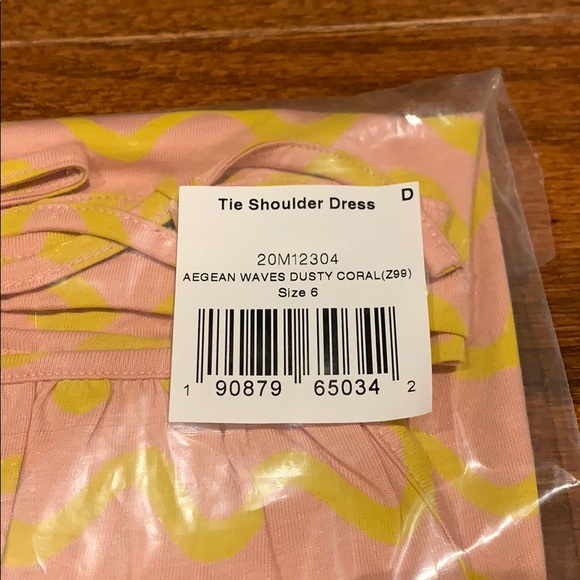 Tie Shoulder Dress D
20M12304
AEGEAN WAVES DUSTY CORAL(Z99)
Size 6
1 90879 65034 2